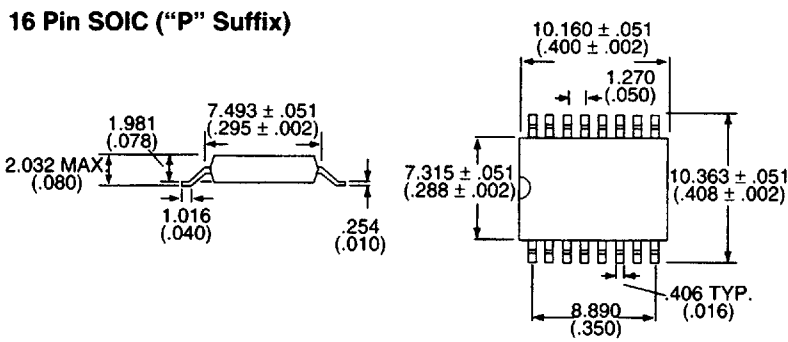 16 Pin SOIC (“P” Suffix)
10.160 ± .051
(.400 ± .002)
1.270
(.050)
1.981
(.078)
7.493 ± .051
(.295 ± .002)
2.032 MAX
(.080)
1.016
(.040)
.254
(.010)
7.315 ± .051
(.288 ± .002)
10.363 ± .051
(.408 ± .002)
.406 TYP.
(.016)
8.890
(.350)